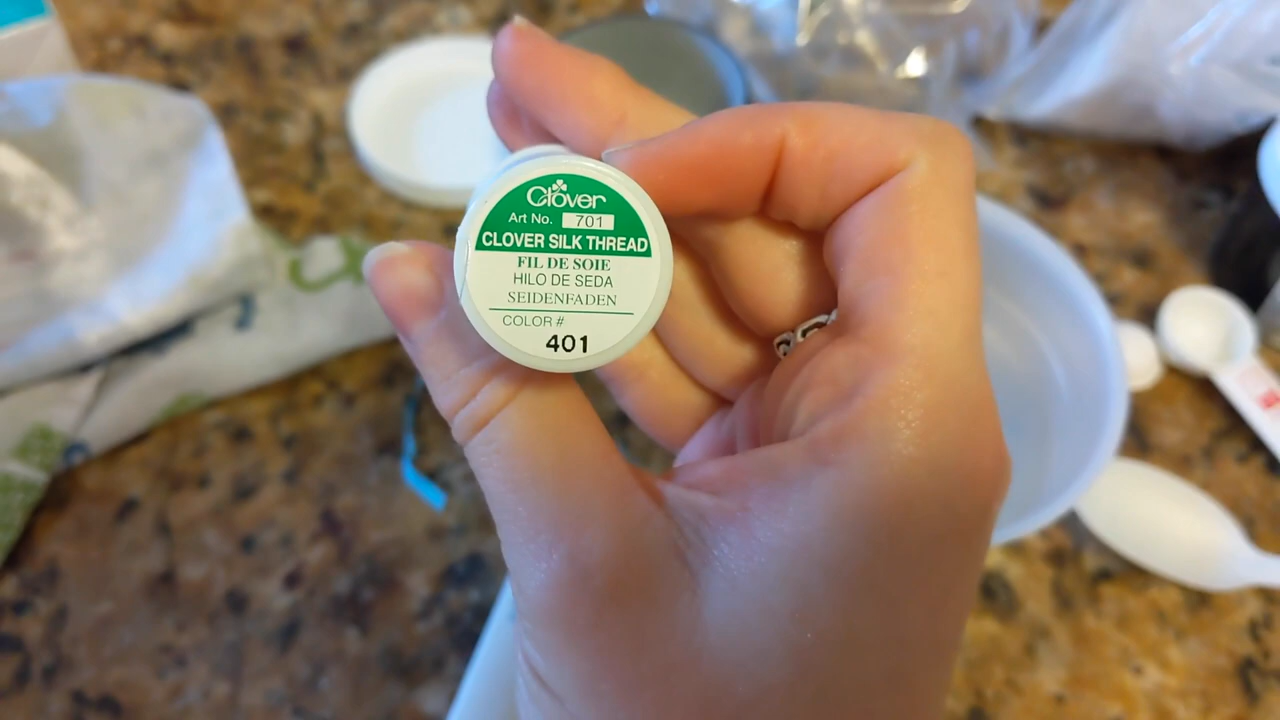 Clover
Art No. 701
CLOVER SILK THREAD
FIL DE SOIE
HILO DE SEDA
SEIDENFADEN
COLOR #
401